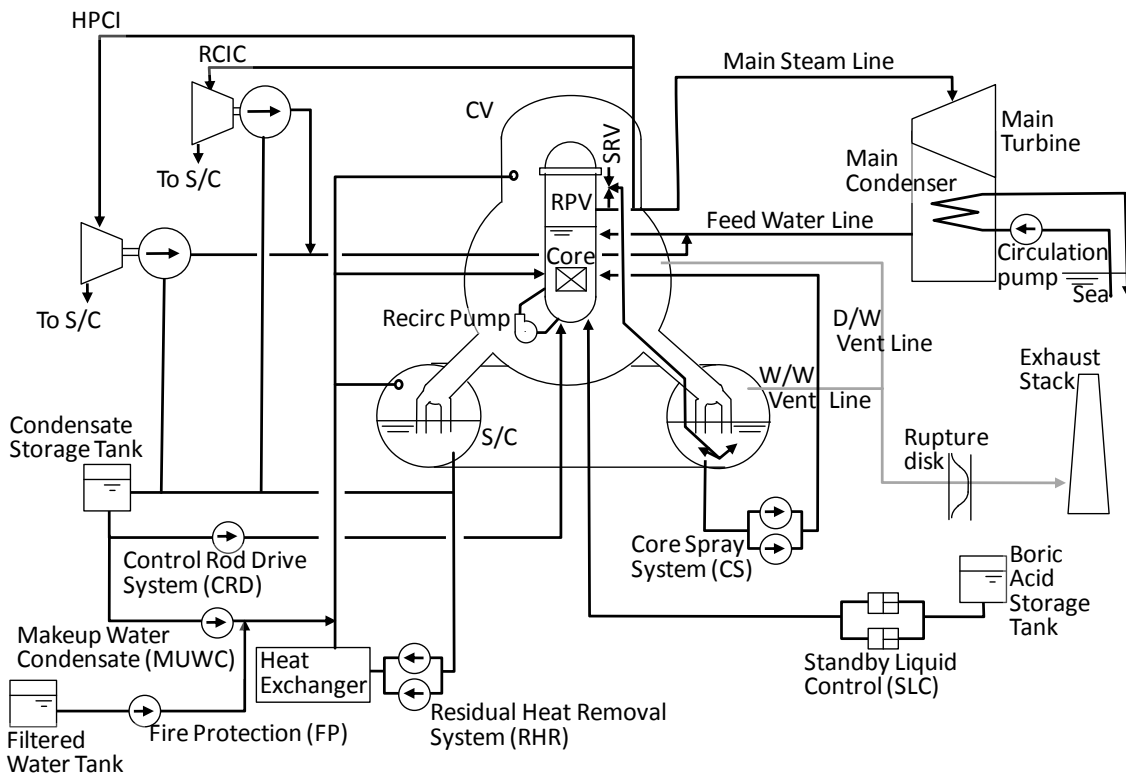 HPCI
RCIC
Main Steam Line
CV
SRV
Main
Turbine
To S/C
RPV
Main
Condenser
Feed Water Line
Core
Circulation
pump
Sea
To S/C
Recirc Pump
D/W
Vent Line
W/W
Vent Line
Exhaust
Stack
Condensate
Storage Tank
S/C
Rupture
disk
Control Rod Drive
System (CRD)
Core Spray
System (CS)
Boric
Acid
Storage
Tank
Makeup Water
Condensate (MUWC)
Heat
Exchanger
Standby Liquid
Control (SLC)
Fire Protection (FP)
Residual Heat Removal
System (RHR)
Filtered
Water Tank